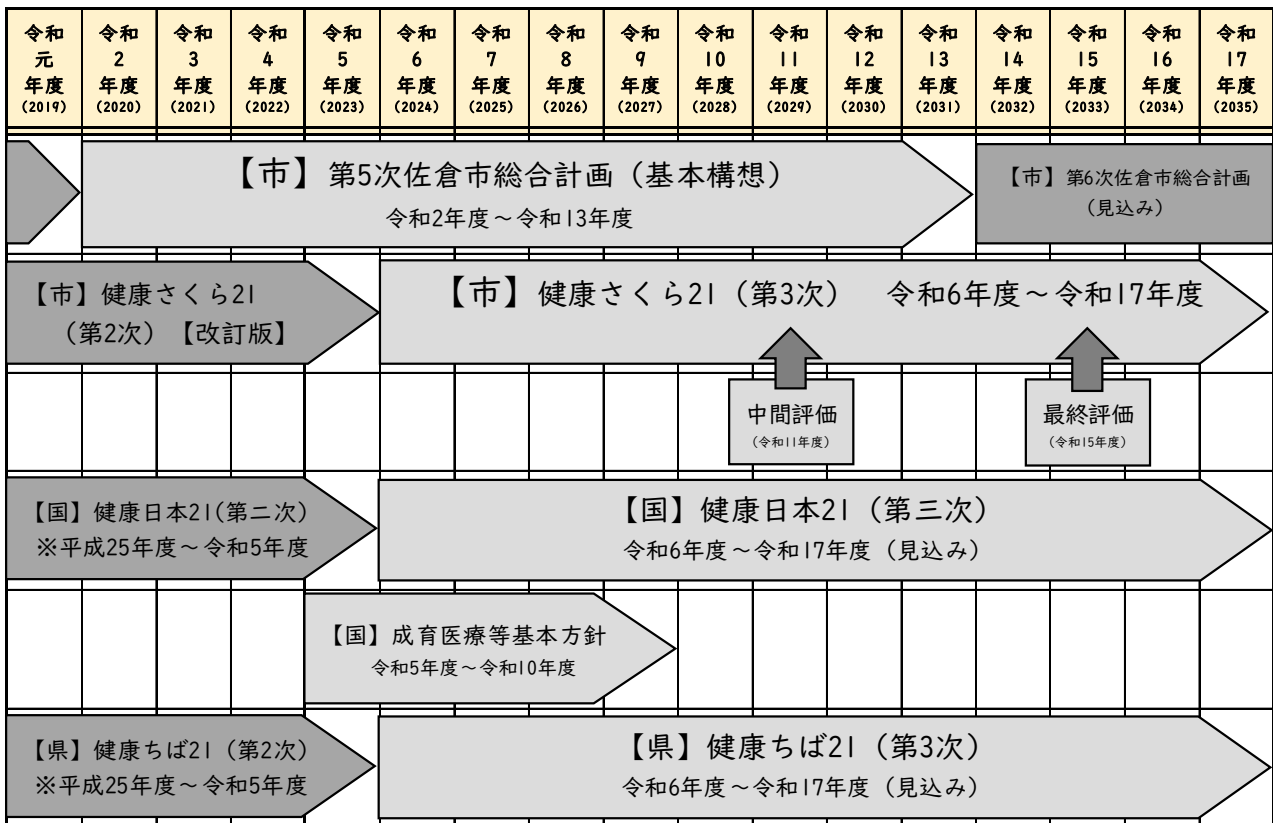 令和
元
年度
(2019)
令和
2
年度
(2020)
令和
3
年度
(2021)
令和
4
年度
(2022)
令和
5
年度
(2023)
令和
6
年度
(2024)
令和
7
年度
(2025)
令和
8
年度
(2026)
令和
9
年度
(2027)
令和
10
年度
(2028)
令和
11
年度
(2029)
令和
12
年度
(2030)
令和
13
年度
(2031)
令和
14
年度
(2032)
令和
15
年度
(2033)
令和
16
年度
(2034)
令和
17
年度
(2035)
【市】第5次佐倉市総合計画（基本構想）
令和2年度～令和13年度
【市】第6次佐倉市総合計画
（見込み）
【市】健康さくら21
（第2次）【改訂版】
【市】健康さくら21（第3次）　令和6年度～令和17年度
中間評価
(令和11年度)
最終評価
(令和15年度)
【国】健康日本21(第二次)
※平成25年度～令和5年度
【国】健康日本21（第三次）
令和6年度～令和17年度（見込み）
【国】成育医療等基本方針
令和5年度～令和10年度
【県】健康ちば21（第2次）
※平成25年度～令和5年度
【県】健康ちば21（第3次）
令和6年度～令和17年度（見込み）